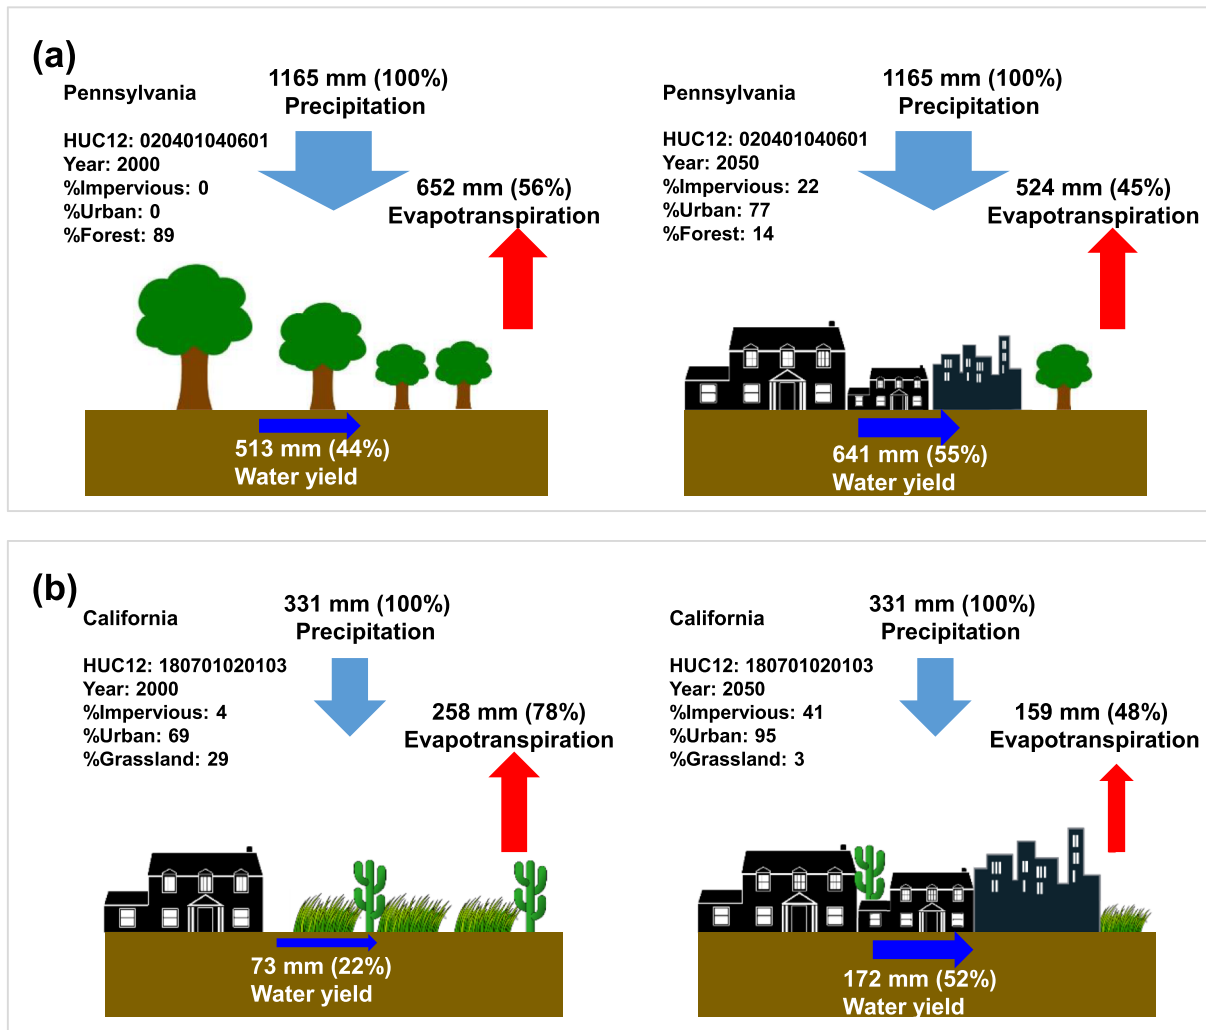 (a)
Pennsylvania
1165 mm (100%)
Precipitation
HUC12: 020401040601
Year: 2000
%Impervious: 0
%Urban: 0
%Forest: 89
652 mm (56%)
Evapotranspiration
513 mm (44%)
Water yield
Pennsylvania
1165 mm (100%)
Precipitation
HUC12: 020401040601
Year: 2050
%Impervious: 22
%Urban: 77
%Forest: 14
524 mm (45%)
Evapotranspiration
641 mm (55%)
Water yield
(b)
California
331 mm (100%)
Precipitation
HUC12: 180701020103
Year: 2000
%Impervious: 4
%Urban: 69
%Grassland: 29
258 mm (78%)
Evapotranspiration
73 mm (22%)
Water yield
California
331 mm (100%)
Precipitation
HUC12: 180701020103
Year: 2050
%Impervious: 41
%Urban: 95
%Grassland: 3
159 mm (48%)
Evapotranspiration
172 mm (52%)
Water yield